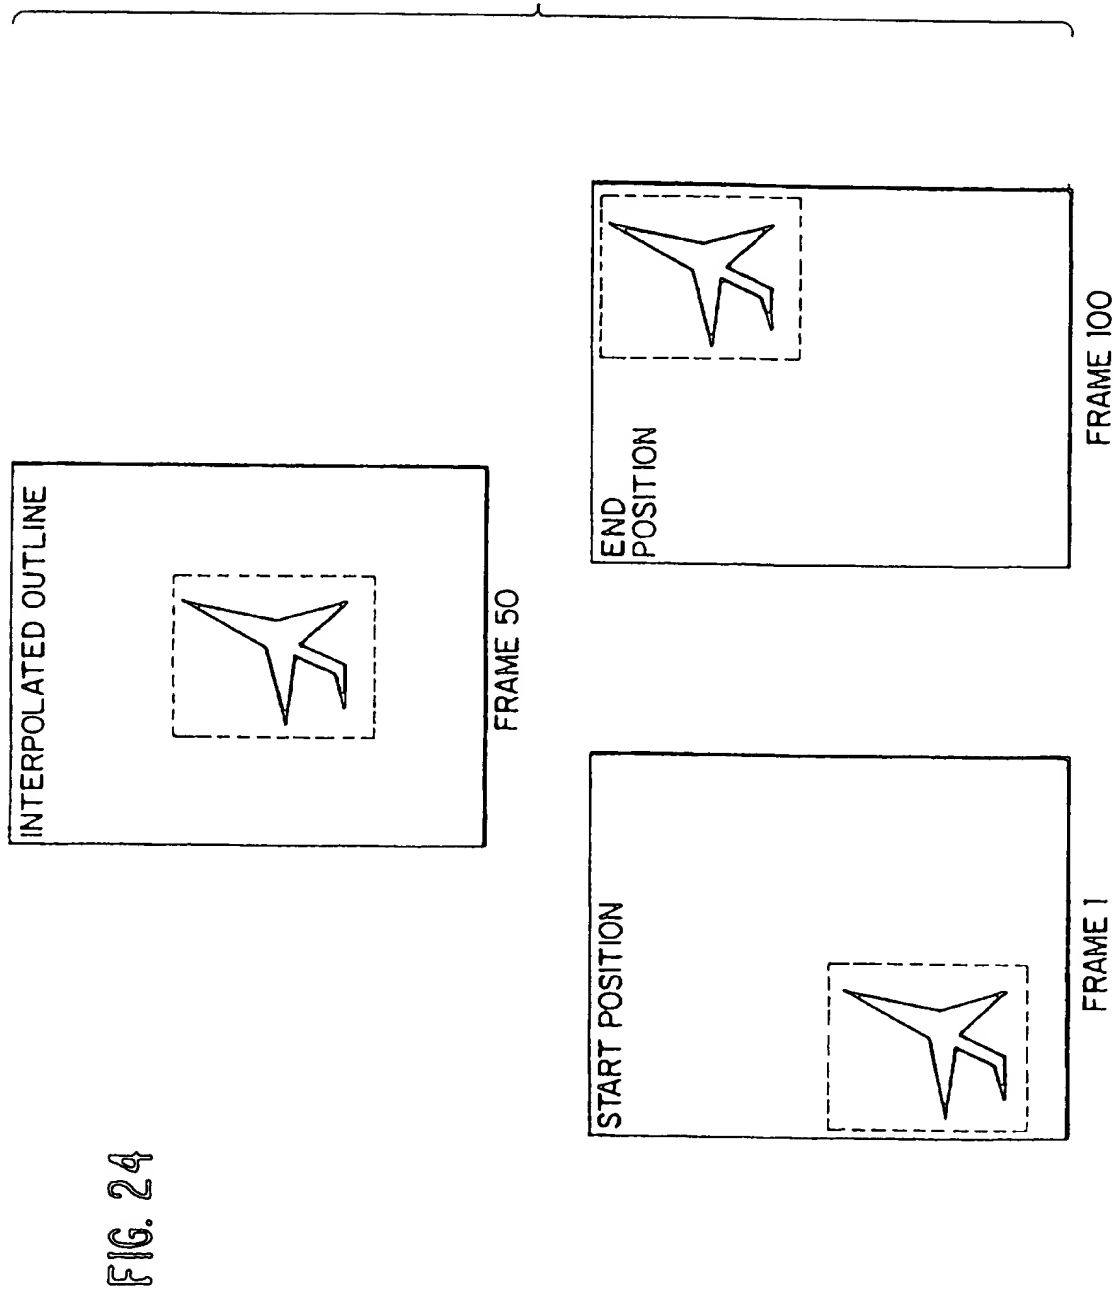 FIG. 24
INTERPOLATED OUTLINE
FRAME 50
START POSITION
FRAME 1
END
POSITION
FRAME 100